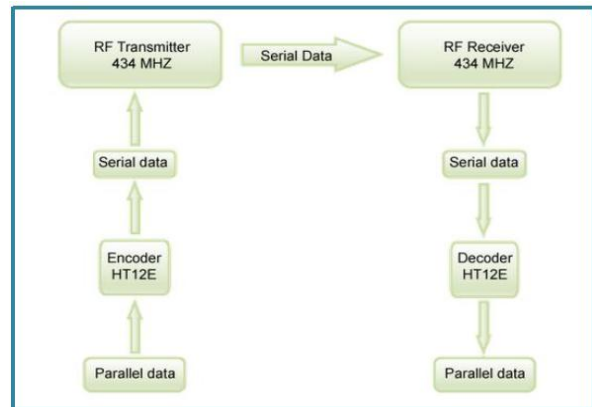 RF Transmitter
434 MHZ
Serial Data
RF Receiver
434 MHZ
Serial data
Serial data
Encoder
HT12E
Decoder
HT12E
Parallel data
Parallel data